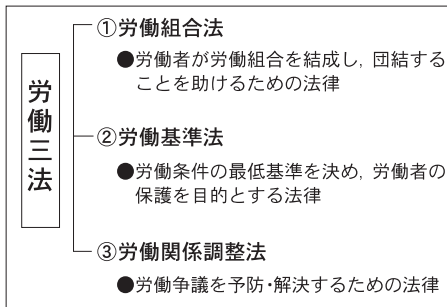 労働三法
①労働組合法
●労働者が労働組合を結成し，団結する
ことを助けるための法律
②労働基準法
●労働条件の最低基準を決め，労働者の
保護を目的とする法律
③労働関係調整法
●労働争議を予防・解決するための法律